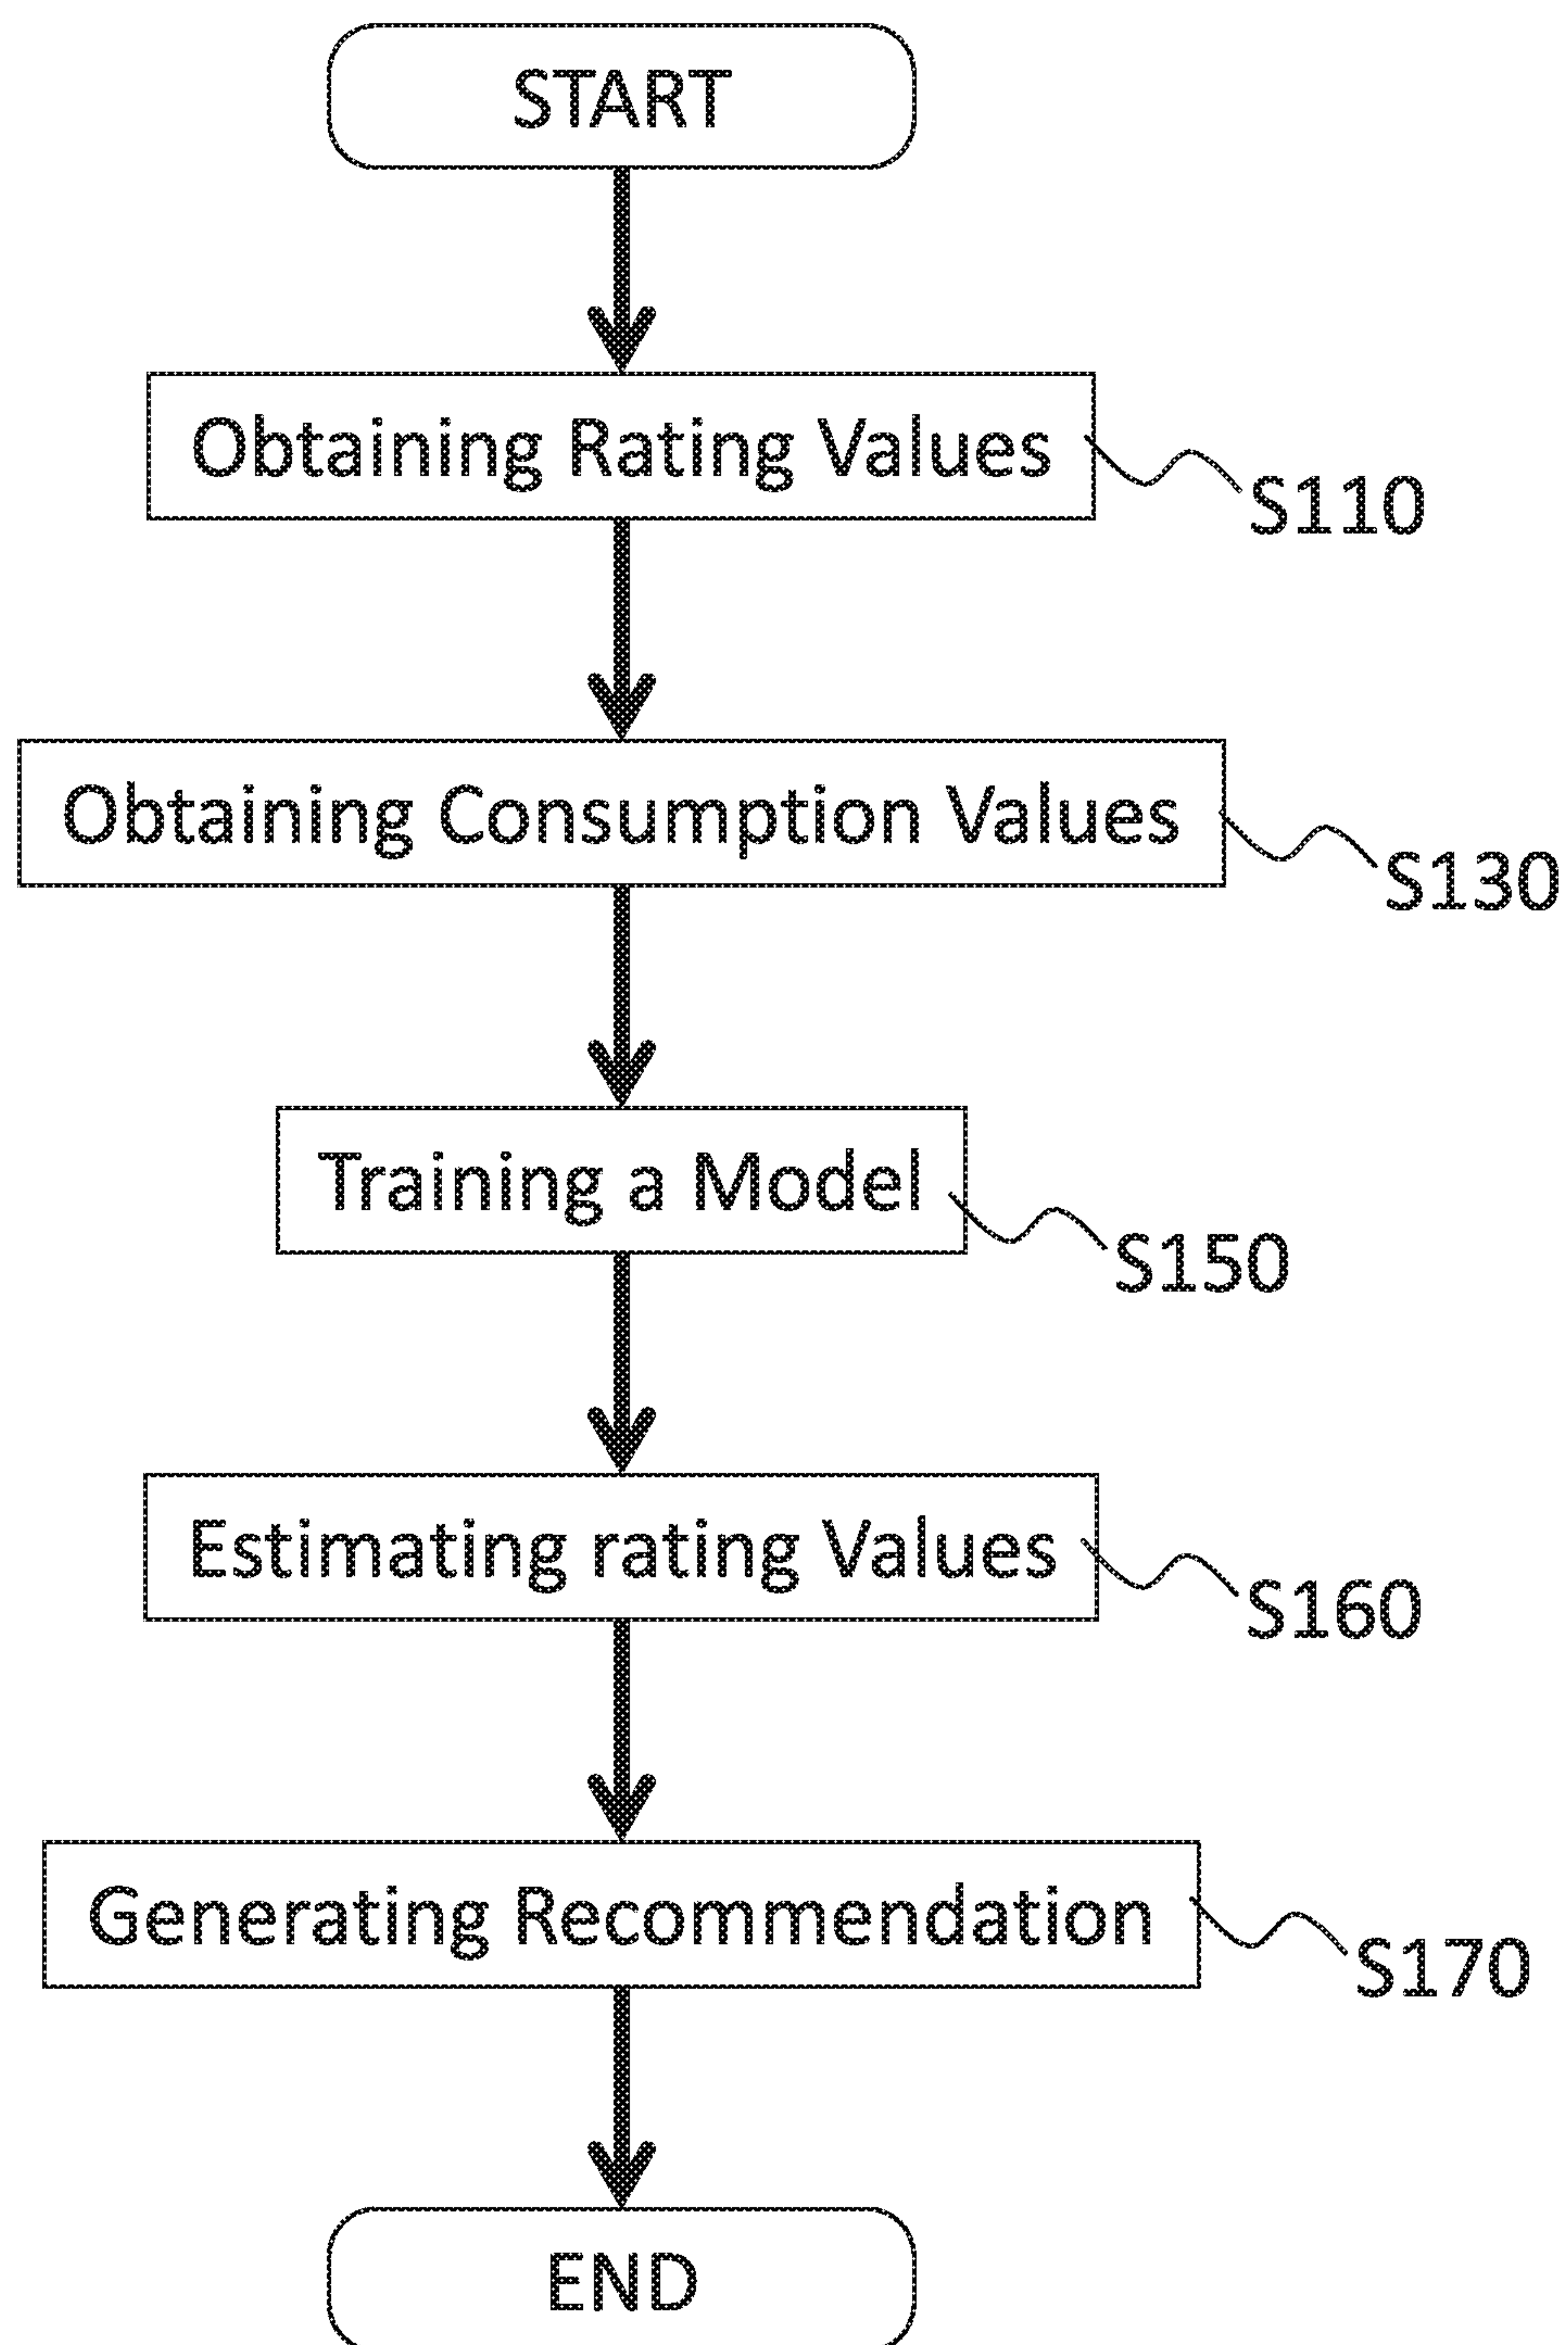 START
Obtaining Rating Values
S110
Obtaining Consumption Values
S130
Training a Model
S150
Estimating rating Values
S160
Generating Recommendation
S170
END